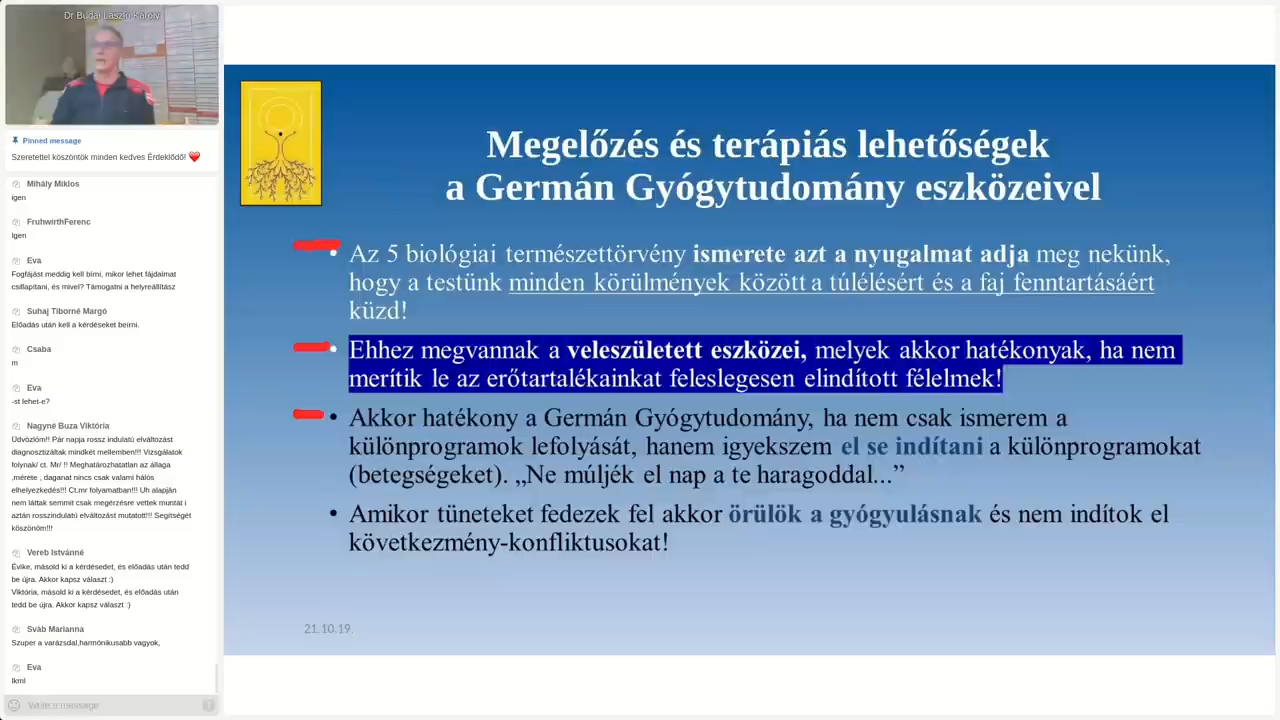 Dr Budai László Károly
Pinned message
Szeretettel köszöntök minden kedves Érdeklődő! ❤️
Mihály Miklos
igen
FruhwirthFerenc
Igen
Eva
Fogfájást meddig kell bírni, mikor lehet fájdalmat
csillapítani, és mivel? Támogatni a helyreállítász
Suhaj Tiborné Margó
Előadás után kell a kérdéseket beírni.
Csaba
m
Eva
-st lehet-e?
Nagyné Buza Viktória
Üdvözlöm!! Pár napja rossz indulatú elváltozást
diagnosztizáltak mindkét mellemben!!! Vizsgálatok
folynak/ ct. Mr/ !! Meghatározhatatlan az állaga
,mérete , daganat nincs csak valami hálós
elhelyezkedés!!! Ct.mr folyamatban!!! Uh alapján
nem láttak semmit csak megérzésre vettek muntát i
aztán rosszindulatú elváltozást mutatott!!! Segítségét
köszönöm!!!
Vereb Istvánné
Évike, másold ki a kérdésedet, és előadás után tedd
be újra. Akkor kapsz választ :)
Viktória, másold ki a kérdésedet, és előadás után
tedd be újra. Akkor kapsz választ :)
Sváb Marianna
Szuper a varázsdal,harmónikusabb vagyok,
Eva
Ikmi
Write a message
Megelőzés és terápiás lehetőségek
a Germán Gyógytudomány eszközeivel
• Az 5 biológiai természettörvény ismerete azt a nyugalmat adja meg nekünk,
hogy a testünk minden körülmények között a túlélésért és a faj fenntartásáért
küzd!
• Ehhez megvannak a veleszületett eszközei, melyek akkor hatékonyak, ha nem
merítik le az erőtartalékainkat feleslegesen elindított félelmek!
• Akkor hatékony a Germán Gyógytudomány, ha nem csak ismerem a
különprogramok lefolyását, hanem igyekszem el se indítani a különprogramokat
(betegségeket). „Ne múljék el nap a te haragoddal...”
• Amikor tüneteket fedezek fel akkor örülök a gyógyulásnak és nem indítok el
következmény-konfliktusokat!
21.10.19.